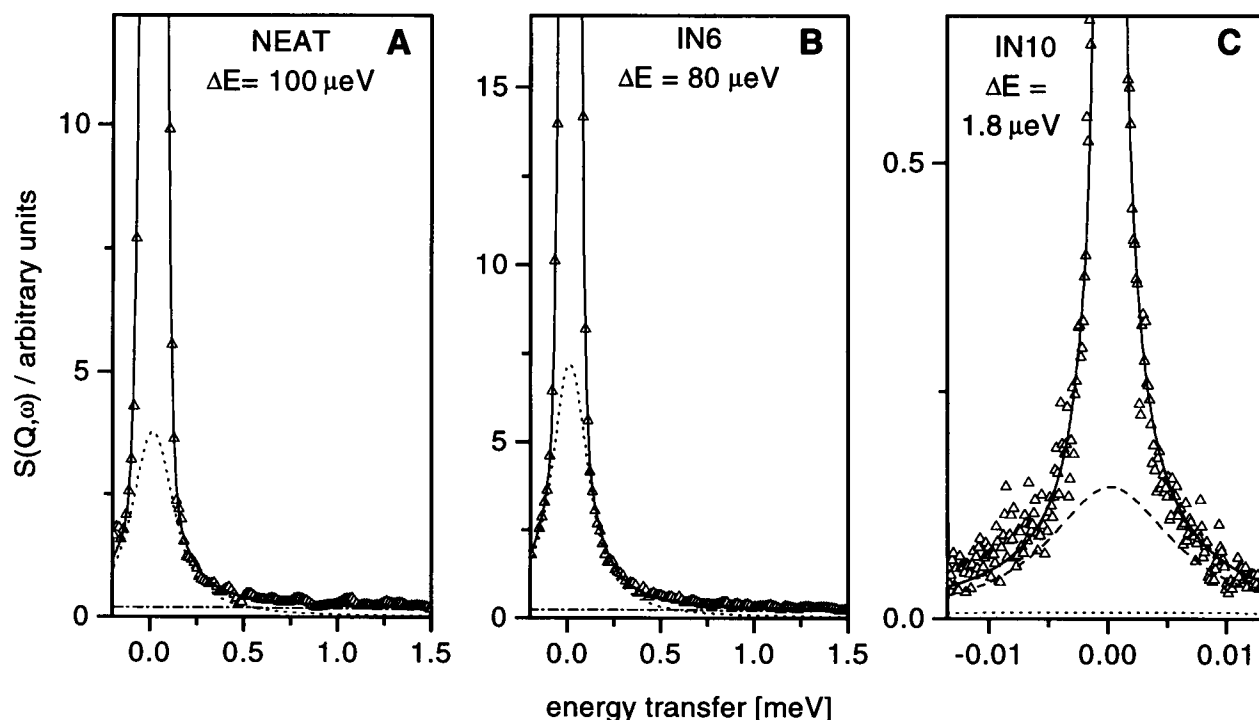 NEAT A
ΔE= 100 µeV
10
5
0
0.0 0.5 1.0 1.5
S(Q,ω) / arbitrary units
IN6 B
ΔE = 80 µeV
15
10
5
0
0.0 0.5 1.0 1.5
IN10 C
ΔE =
1.8 µeV
0.5
0.0
-0.01 0.00 0.01
energy transfer [meV]